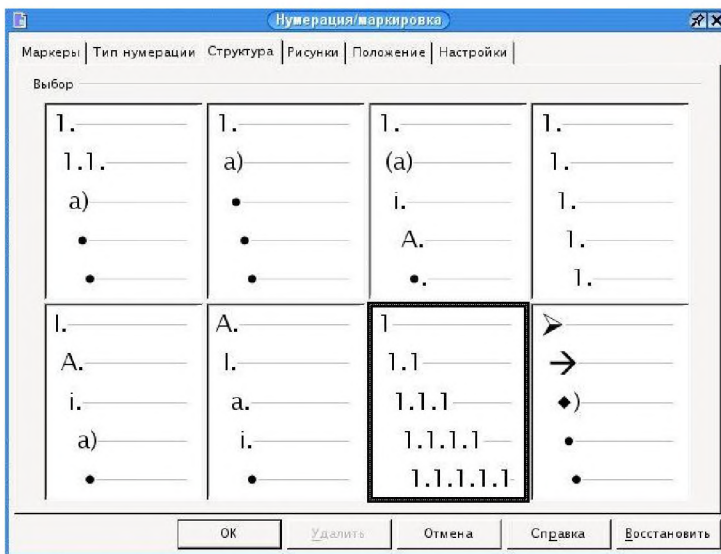 Нумерация/маркировка
Маркеры Тип нумерации Структура Рисунки Положение Настройки
Выбор
1. 1. 1. 1.
1.1. a) (a) 1.
a) • i. 1.
• • A. 1.
• • •. 1.
I. A. 1 ➢
A. I. 1.1 →
i. a. 1.1.1 ◆)
a) i. 1.1.1.1 •
• • 1.1.1.1.1 •
OK Удалить Отмена Справка Восстановить